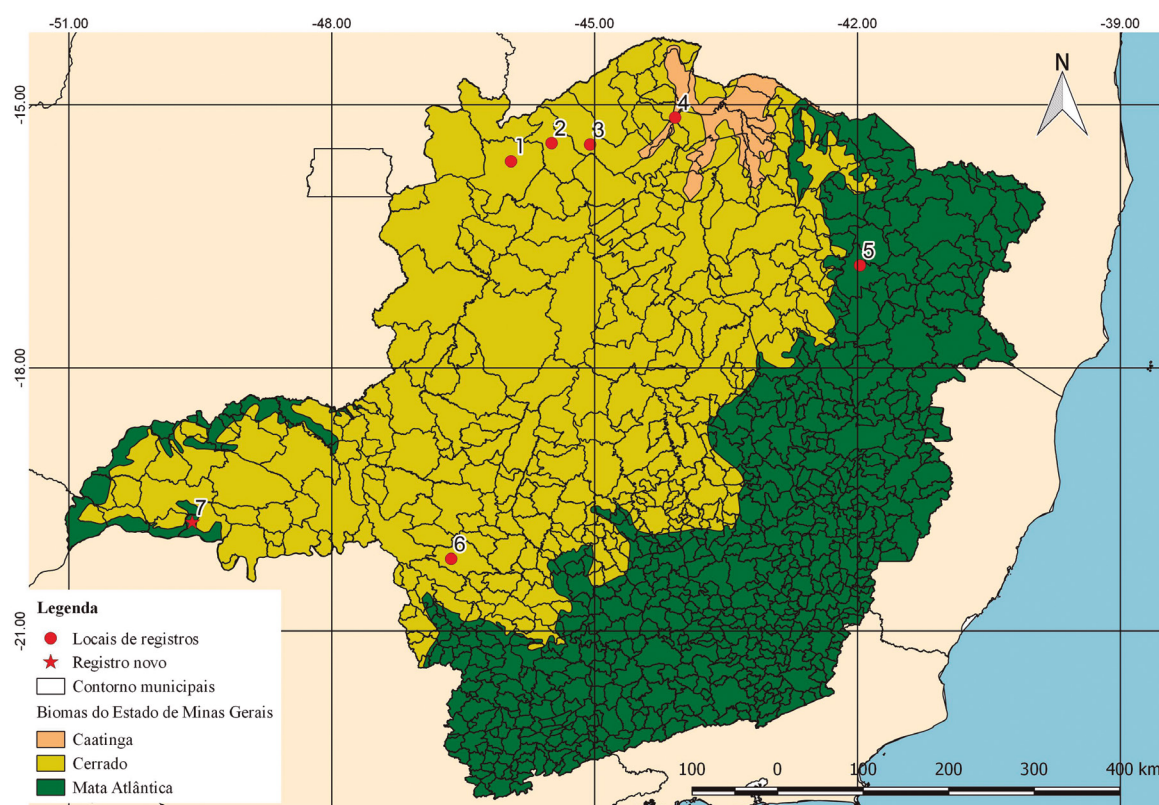 -51.00 -48.00 -45.00 -42.00 -39.00
N
-15.00
4
2 3
1
5
-18.00
7
6
Legenda
Locais de registros
-21.00
Registro novo
Contorno municipais
Biomas do Estado de Minas Gerais
Caatinga
Cerrado
Mata Atlântica
100 0 100 200 300 400 km